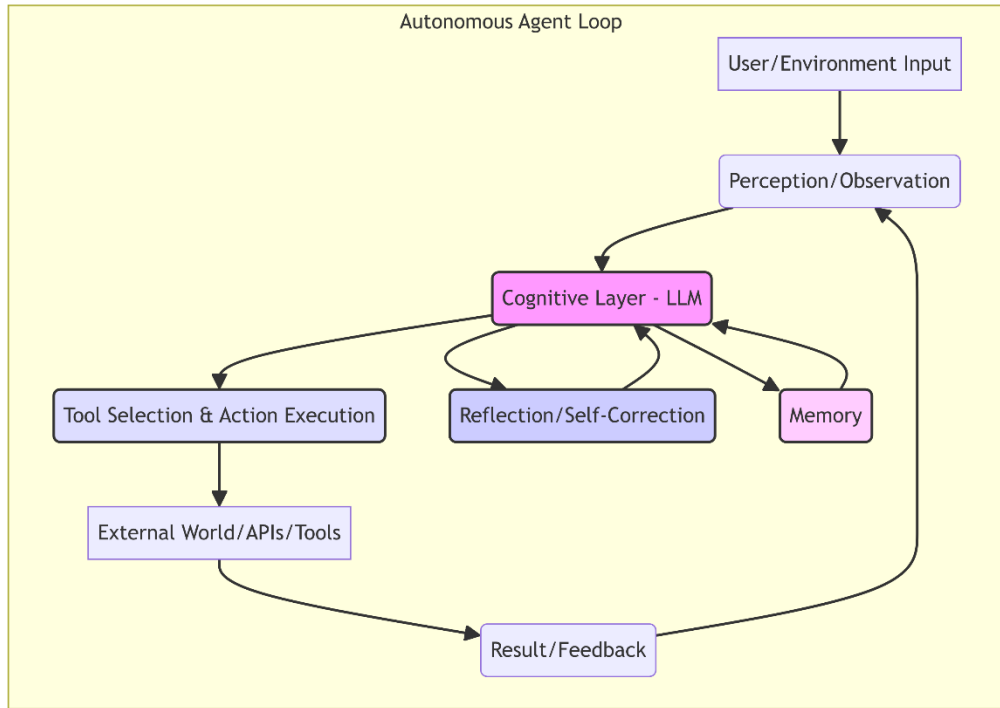 Autonomous Agent Loop
User/Environment Input
Perception/Observation
Cognitive Layer - LLM
Tool Selection & Action Execution
Reflection/Self-Correction
Memory
External World/APIs/Tools
Result/Feedback